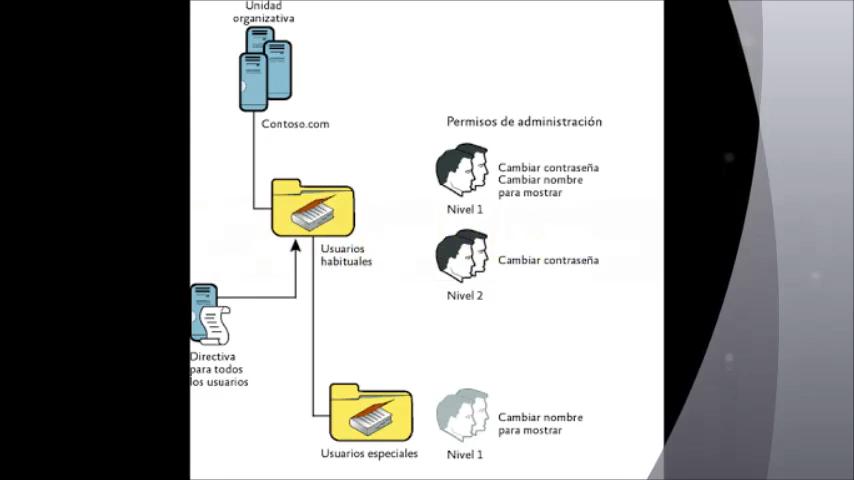 Unidad
organizativa
Contoso.com
Permisos de administración
Cambiar contraseña
Cambiar nombre
para mostrar
Nivel 1
Usuarios
habituales
Cambiar contraseña
Nivel 2
Directiva
para todos
los usuarios
Cambiar nombre
para mostrar
Usuarios especiales
Nivel 1